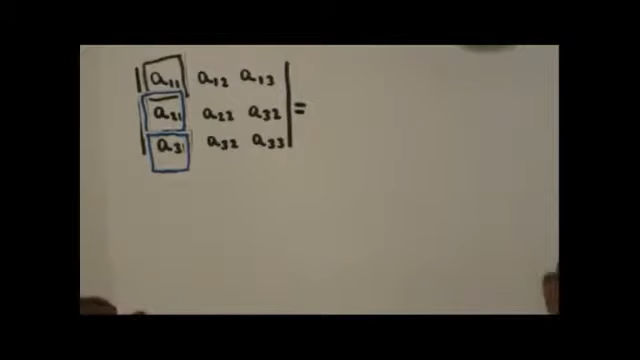 | a₁₁ a₁₂ a₁₃ |
| a₂₁ a₂₂ a₃₂ | =
| a₃₁ a₃₂ a₃₃ |